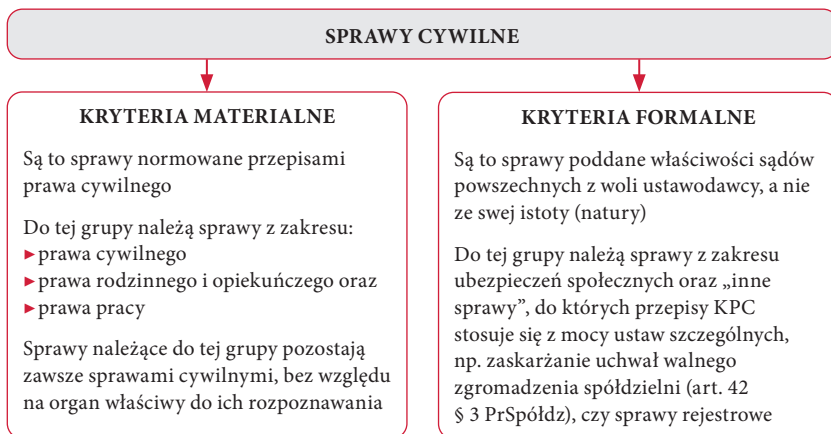 SPRAWY CYWILNE
KRYTERIA MATERIALNE
Są to sprawy normowane przepisami
prawa cywilnego
Do tej grupy należą sprawy z zakresu:
►prawa cywilnego
►prawa rodzinnego i opiekuńczego oraz
►prawa pracy
Sprawy należące do tej grupy pozostają
zawsze sprawami cywilnymi, bez względu
na organ właściwy do ich rozpoznawania
KRYTERIA FORMALNE
Są to sprawy poddane właściwości sądów
powszechnych z woli ustawodawcy, a nie
ze swej istoty (natury)
Do tej grupy należą sprawy z zakresu
ubezpieczeń społecznych oraz „inne
sprawy”, do których przepisy KPC
stosuje się z mocy ustaw szczególnych,
np. zaskarżanie uchwał walnego
zgromadzenia spółdzielni (art. 42
§ 3 PrSpółdz), czy sprawy rejestrowe